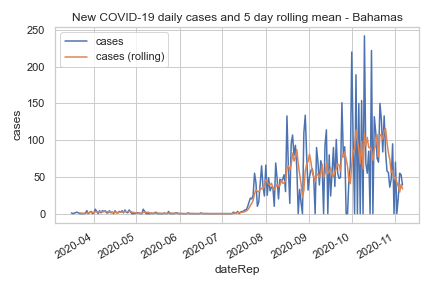 New COVID-19 daily cases and 5 day rolling mean - Bahamas
cases
cases (rolling)
250
200
150
100
50
0
cases
2020-04
2020-05
2020-06
2020-07
2020-08
2020-09
2020-10
2020-11
dateRep